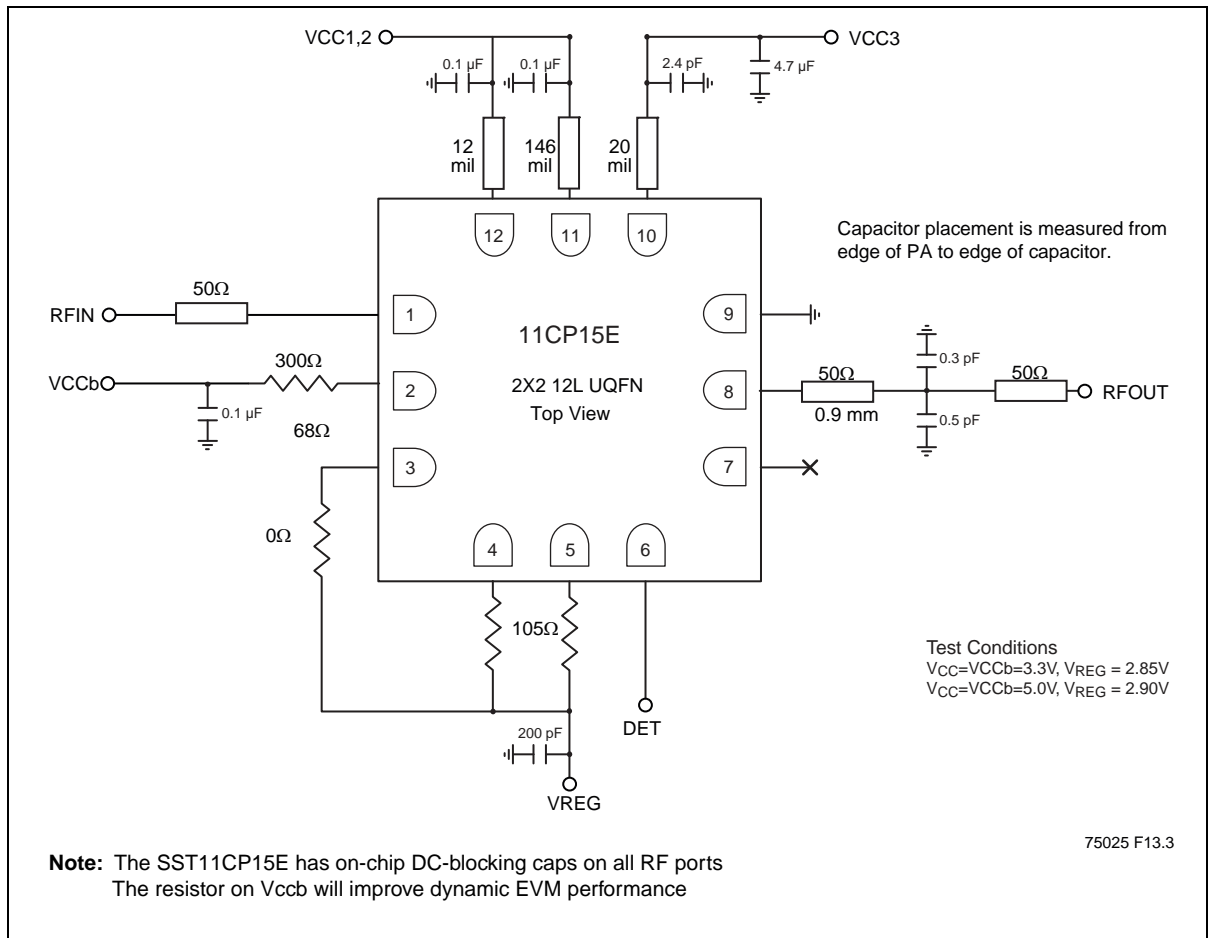 VCC1,2
VCC3
0.1 µF
0.1 µF
2.4 pF
4.7 µF
12
mil
146
mil
20
mil
12
11
10
Capacitor placement is measured from
edge of PA to edge of capacitor.
50Ω
RFIN
1
9
11CP15E
300Ω
VCCb
2
2X2 12L UQFN
Top View
8
50Ω
0.9 mm
0.3 pF
0.5 pF
50Ω
RFOUT
0.1 µF
68Ω
3
7
0Ω
4
5
6
105Ω
Test Conditions
VCC=VCCb=3.3V, VREG = 2.85V
VCC=VCCb=5.0V, VREG = 2.90V
DET
200 pF
VREG
75025 F13.3
Note: The SST11CP15E has on-chip DC-blocking caps on all RF ports
The resistor on Vccb will improve dynamic EVM performance